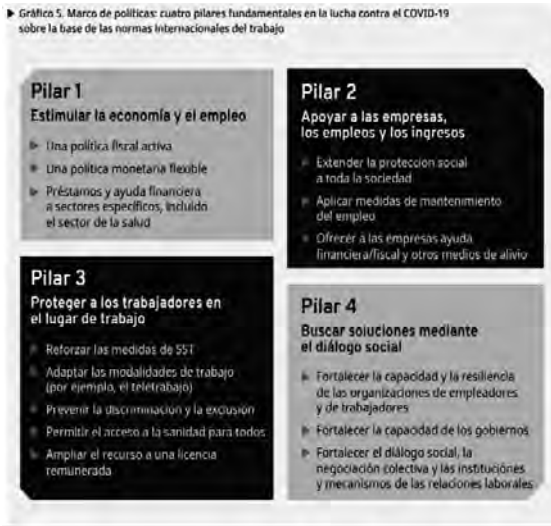 ▶ Gráfico 5. Marco de políticas: cuatro pilares fundamentales en la lucha contra el COVID-19
sobre la base de las normas internacionales del trabajo
Pilar 1
Estimular la economía y el empleo
Una política fiscal activa
Una política monetaria flexible
Préstamos y ayuda financiera
a sectores específicos, incluido
el sector de la salud
Pilar 2
Apoyar a las empresas,
los empleos y los ingresos
Extender la protección social
a toda la sociedad
Aplicar medidas de mantenimiento
del empleo
Ofrecer a las empresas ayuda
financiera/fiscal y otros medios de alivio
Pilar 3
Proteger a los trabajadores en
el lugar de trabajo
Reforzar las medidas de SST
Adaptar las modalidades de trabajo
(por ejemplo, el teletrabajo)
Prevenir la discriminación y la exclusión
Permitir el acceso a la sanidad para todos
Ampliar el recurso a una licencia
remunerada
Pilar 4
Buscar soluciones mediante
el diálogo social
Fortalecer la capacidad y la resiliencia
de las organizaciones de empleadores
y de trabajadores
Fortalecer la capacidad de los gobiernos
Fortalecer el diálogo social, la
negociación colectiva y las instituciones
y mecanismos de las relaciones laborales